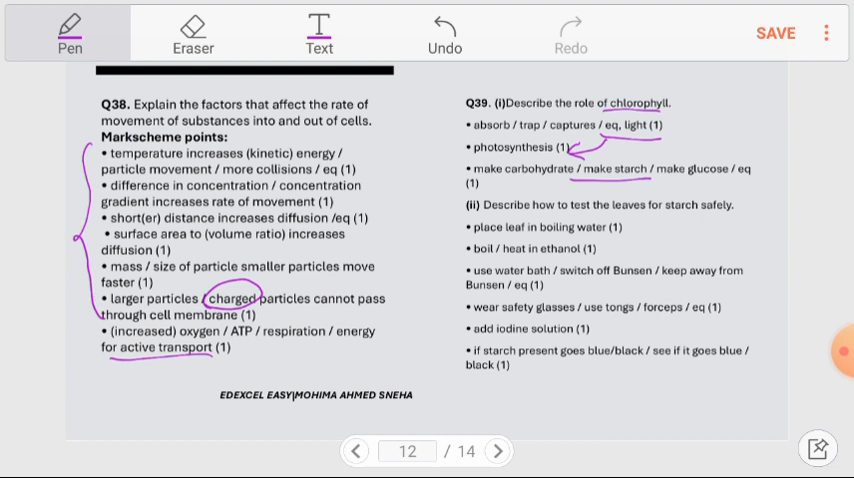 Pen
Eraser
Text
Undo
Redo
SAVE
Q38. Explain the factors that affect the rate of
movement of substances into and out of cells.
Markscheme points:
• temperature increases (kinetic) energy /
particle movement / more collisions / eq (1)
• difference in concentration / concentration
gradient increases rate of movement (1)
• short(er) distance increases diffusion /eq (1)
• surface area to (volume ratio) increases
diffusion (1)
• mass / size of particle smaller particles move
faster (1)
• larger particles / charged particles cannot pass
through cell membrane (1)
• (increased) oxygen / ATP / respiration / energy
for active transport (1)
Q39. (i)Describe the role of chlorophyll.
• absorb / trap / captures / eq, light (1)
• photosynthesis (1)
• make carbohydrate / make starch / make glucose / eq
(1)
(ii) Describe how to test the leaves for starch safely.
• place leaf in boiling water (1)
• boil / heat in ethanol (1)
• use water bath / switch off Bunsen / keep away from
Bunsen / eq (1)
• wear safety glasses / use tongs / forceps / eq (1)
• add iodine solution (1)
• if starch present goes blue/black / see if it goes blue /
black (1)
EDEXCEL EASY|MOHIMA AHMED SNEHA
12 / 14